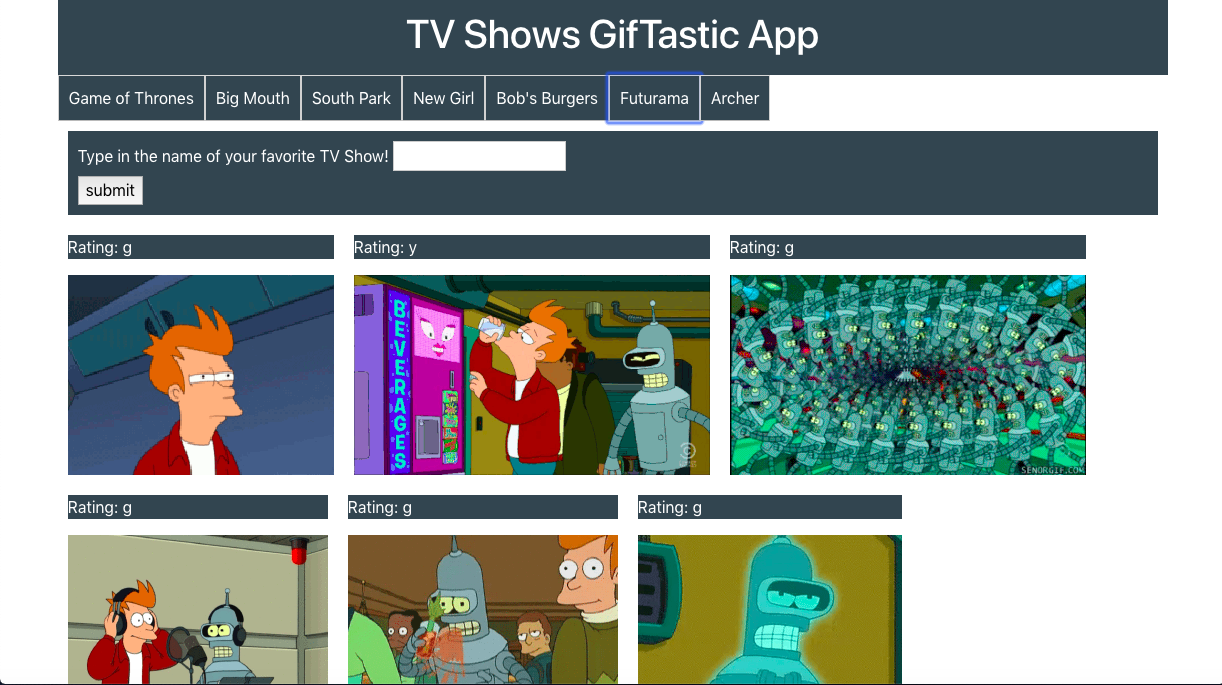 TV Shows GifTastic App
Game of Thrones Big Mouth South Park New Girl Bob's Burgers Futurama Archer
Type in the name of your favorite TV Show!
submit
Rating: g Rating: y Rating: g
BEVERAGES
SENORGIF.COM
Rating: g Rating: g Rating: g